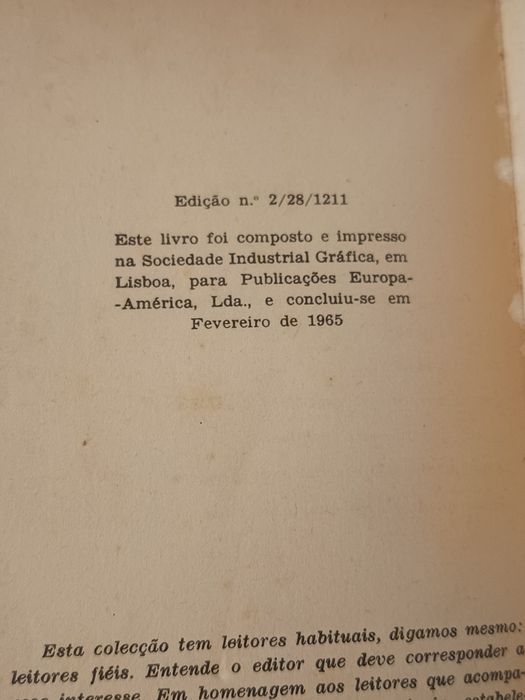 Edição n.º 2/28/1211
Este livro foi composto e impresso
na Sociedade Industrial Gráfica, em
Lisboa, para Publicações Europa-
-América, Lda., e concluiu-se em
Fevereiro de 1965
Esta colecção tem leitores habituais, digamos mesmo:
leitores fiéis. Entende o editor que deve corresponder a
interesse. Em homenagem aos leitores que acompa-